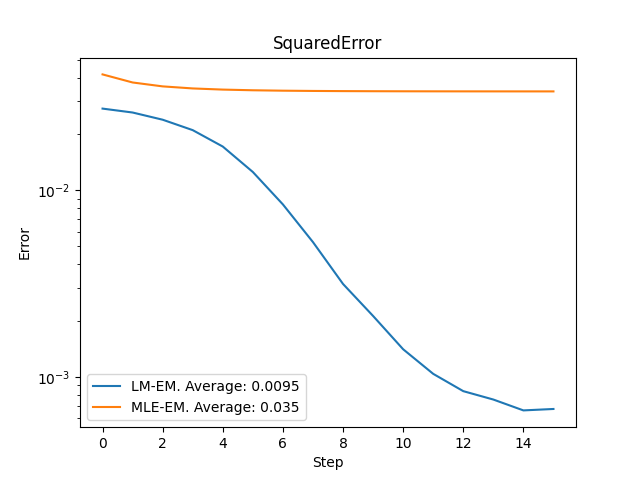 SquaredError
Error
10⁻²
10⁻³
LM-EM. Average: 0.0095
MLE-EM. Average: 0.035
0 2 4 6 8 10 12 14
Step